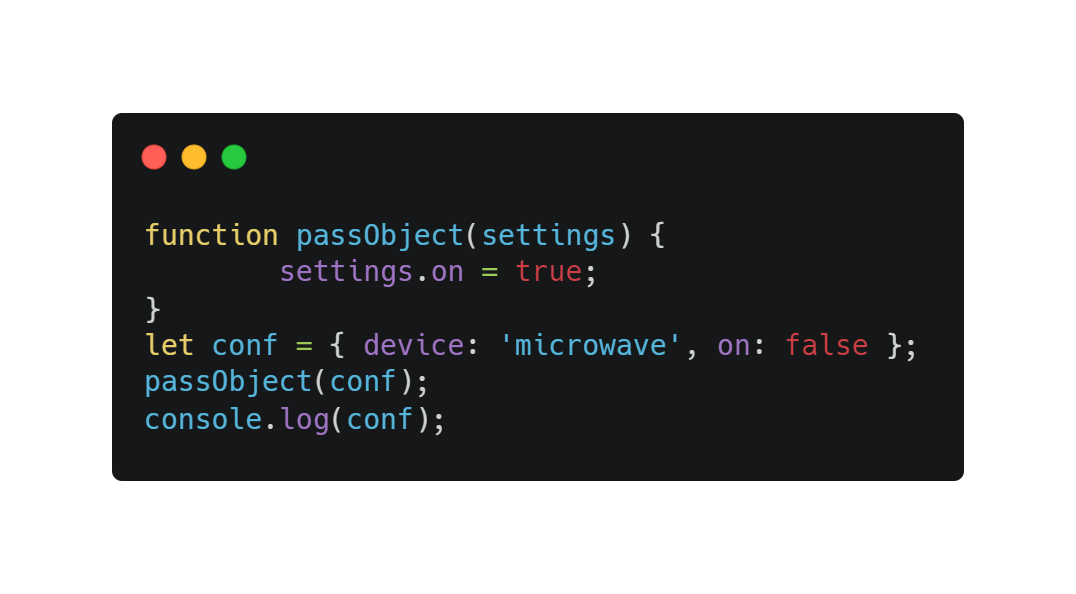 function passObject(settings) {
        settings.on = true;
}
let conf = { device: 'microwave', on: false };
passObject(conf);
console.log(conf);